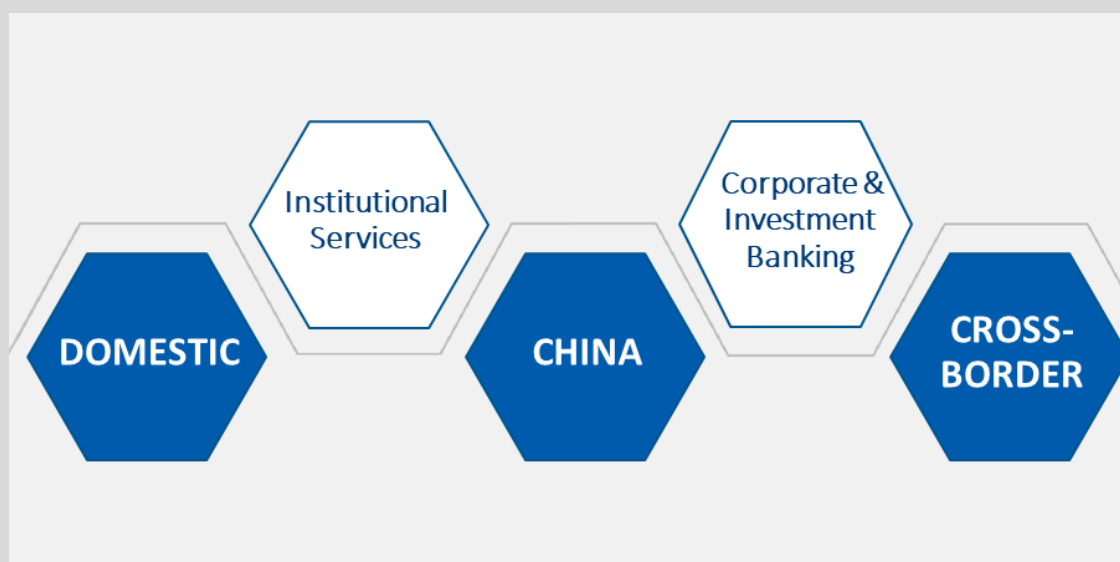 Institutional
Services
Corporate &
Investment
Banking
DOMESTIC
CHINA
CROSS-
BORDER